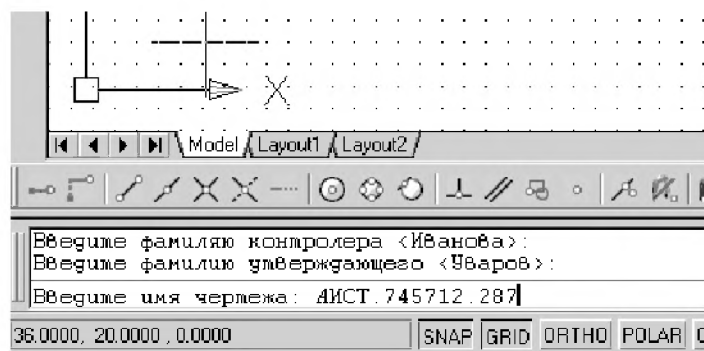 X
Model Layout1 Layout2
Введите фамиляю контролера <Иванова>:
Введите фамилию утверждающего <Уваров>:
Введите имя чертежа: АИСТ.745712.287
36.0000, 20.0000 , 0.0000 SNAP GRID ORTHO POLAR